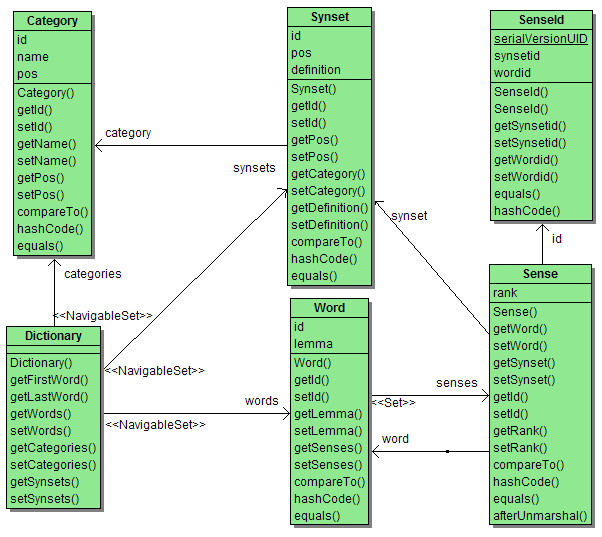 Category
id
name
pos
Category()
getId()
setId()
getName()
setName()
getPos()
setPos()
compareTo()
hashCode()
equals()
Synset
id
pos
definition
Synset()
getId()
setId()
getPos()
setPos()
getCategory()
setCategory()
getDefinition()
setDefinition()
compareTo()
hashCode()
equals()
SenseId
serialVersionUID
synsetid
wordid
SenseId()
SenseId()
getSynsetid()
setSynsetid()
getWordid()
setWordid()
equals()
hashCode()
category
synsets
synset
id
categories
<<NavigableSet>>
<<NavigableSet>>
Dictionary
Dictionary()
getFirstWord()
getLastWord()
getWords()
setWords()
getCategories()
setCategories()
getSynsets()
setSynsets()
words
<<NavigableSet>>
Word
id
lemma
Word()
getId()
setId()
getLemma()
setLemma()
getSenses()
setSenses()
compareTo()
hashCode()
equals()
senses
<<Set>>
word
Sense
rank
Sense()
getWord()
setWord()
getSynset()
setSynset()
getId()
setId()
getRank()
setRank()
compareTo()
hashCode()
equals()
afterUnmarshal()